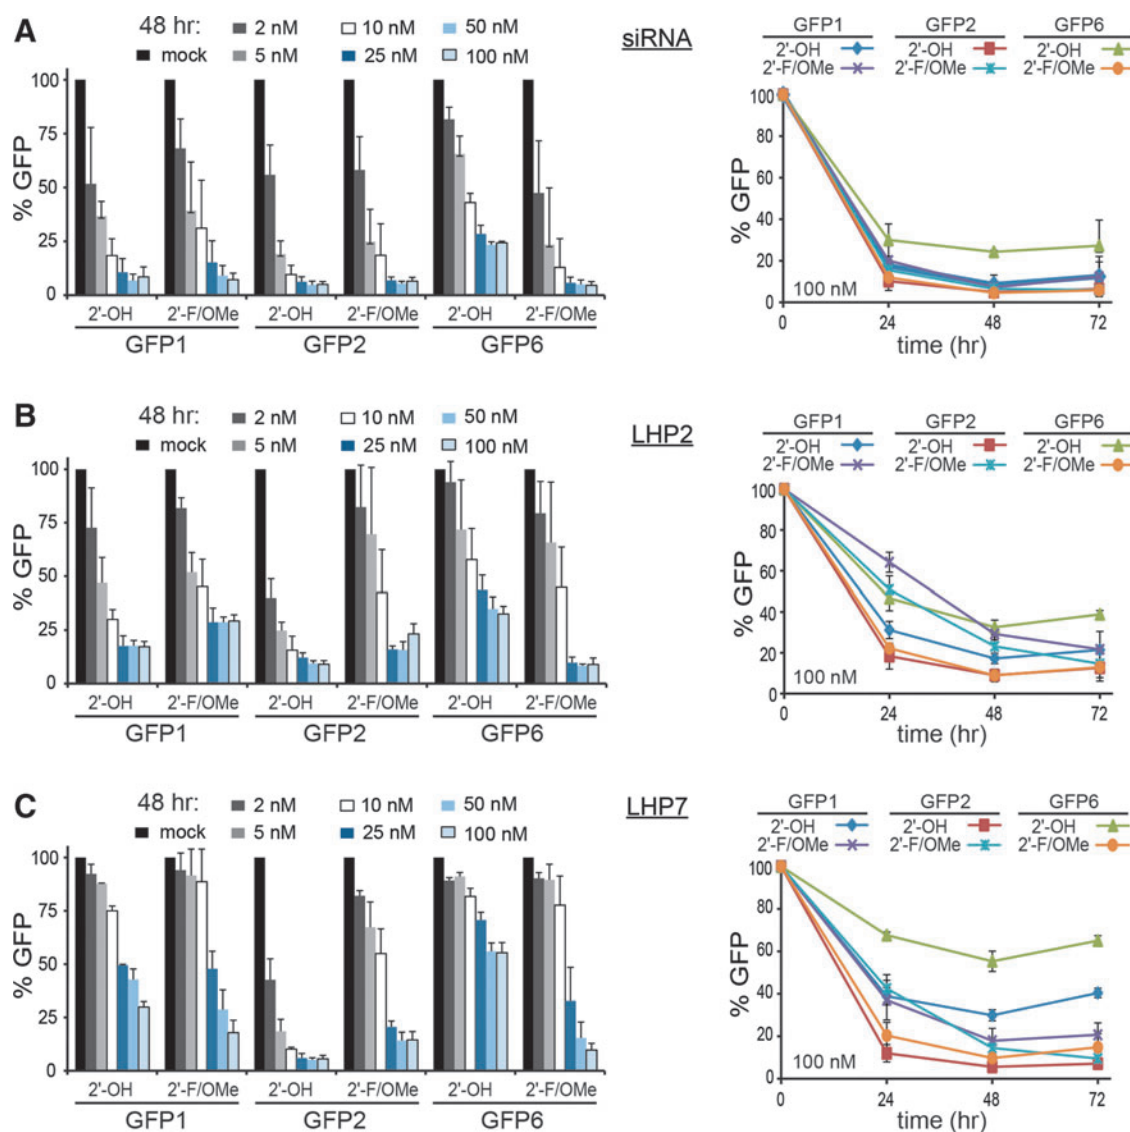 A
48 hr: 2 nM 10 nM 50 nM
mock 5 nM 25 nM 100 nM
% GFP
100
75
50
25
0
2'-OH 2'-F/OMe 2'-OH 2'-F/OMe 2'-OH 2'-F/OMe
GFP1 GFP2 GFP6
siRNA
GFP1 GFP2 GFP6
2'-OH 2'-OH 2'-OH
2'-F/OMe 2'-F/OMe 2'-F/OMe
% GFP
100
80
60
40
20
0
100 nM
0 24 48 72
time (hr)
B
48 hr: 2 nM 10 nM 50 nM
mock 5 nM 25 nM 100 nM
% GFP
100
75
50
25
0
2'-OH 2'-F/OMe 2'-OH 2'-F/OMe 2'-OH 2'-F/OMe
GFP1 GFP2 GFP6
LHP2
GFP1 GFP2 GFP6
2'-OH 2'-OH 2'-OH
2'-F/OMe 2'-F/OMe 2'-F/OMe
% GFP
100
80
60
40
20
0
100 nM
0 24 48 72
time (hr)
C
48 hr: 2 nM 10 nM 50 nM
mock 5 nM 25 nM 100 nM
% GFP
100
75
50
25
0
2'-OH 2'-F/OMe 2'-OH 2'-F/OMe 2'-OH 2'-F/OMe
GFP1 GFP2 GFP6
LHP7
GFP1 GFP2 GFP6
2'-OH 2'-OH 2'-OH
2'-F/OMe 2'-F/OMe 2'-F/OMe
% GFP
100
80
60
40
20
0
100 nM
0 24 48 72
time (hr)